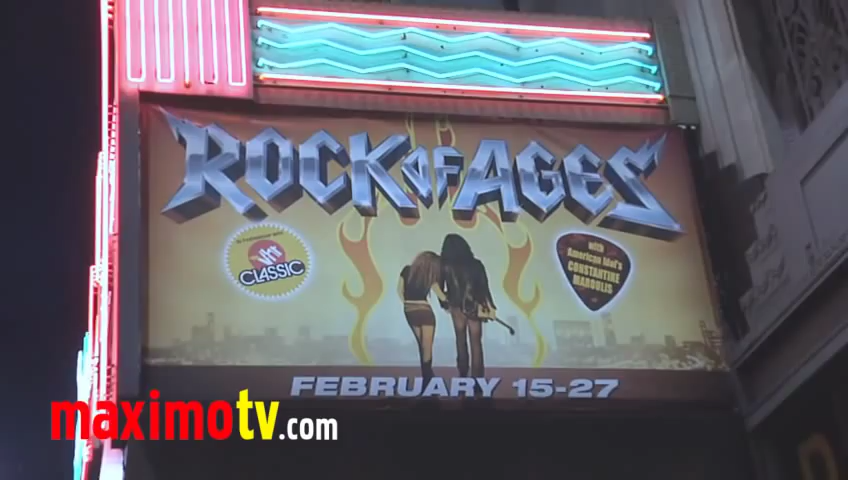 ROCK OF AGES
VH1
CLASSIC
with
American Idol's
CONSTANTINE
MAROULIS
FEBRUARY 15-27
maximotv.com